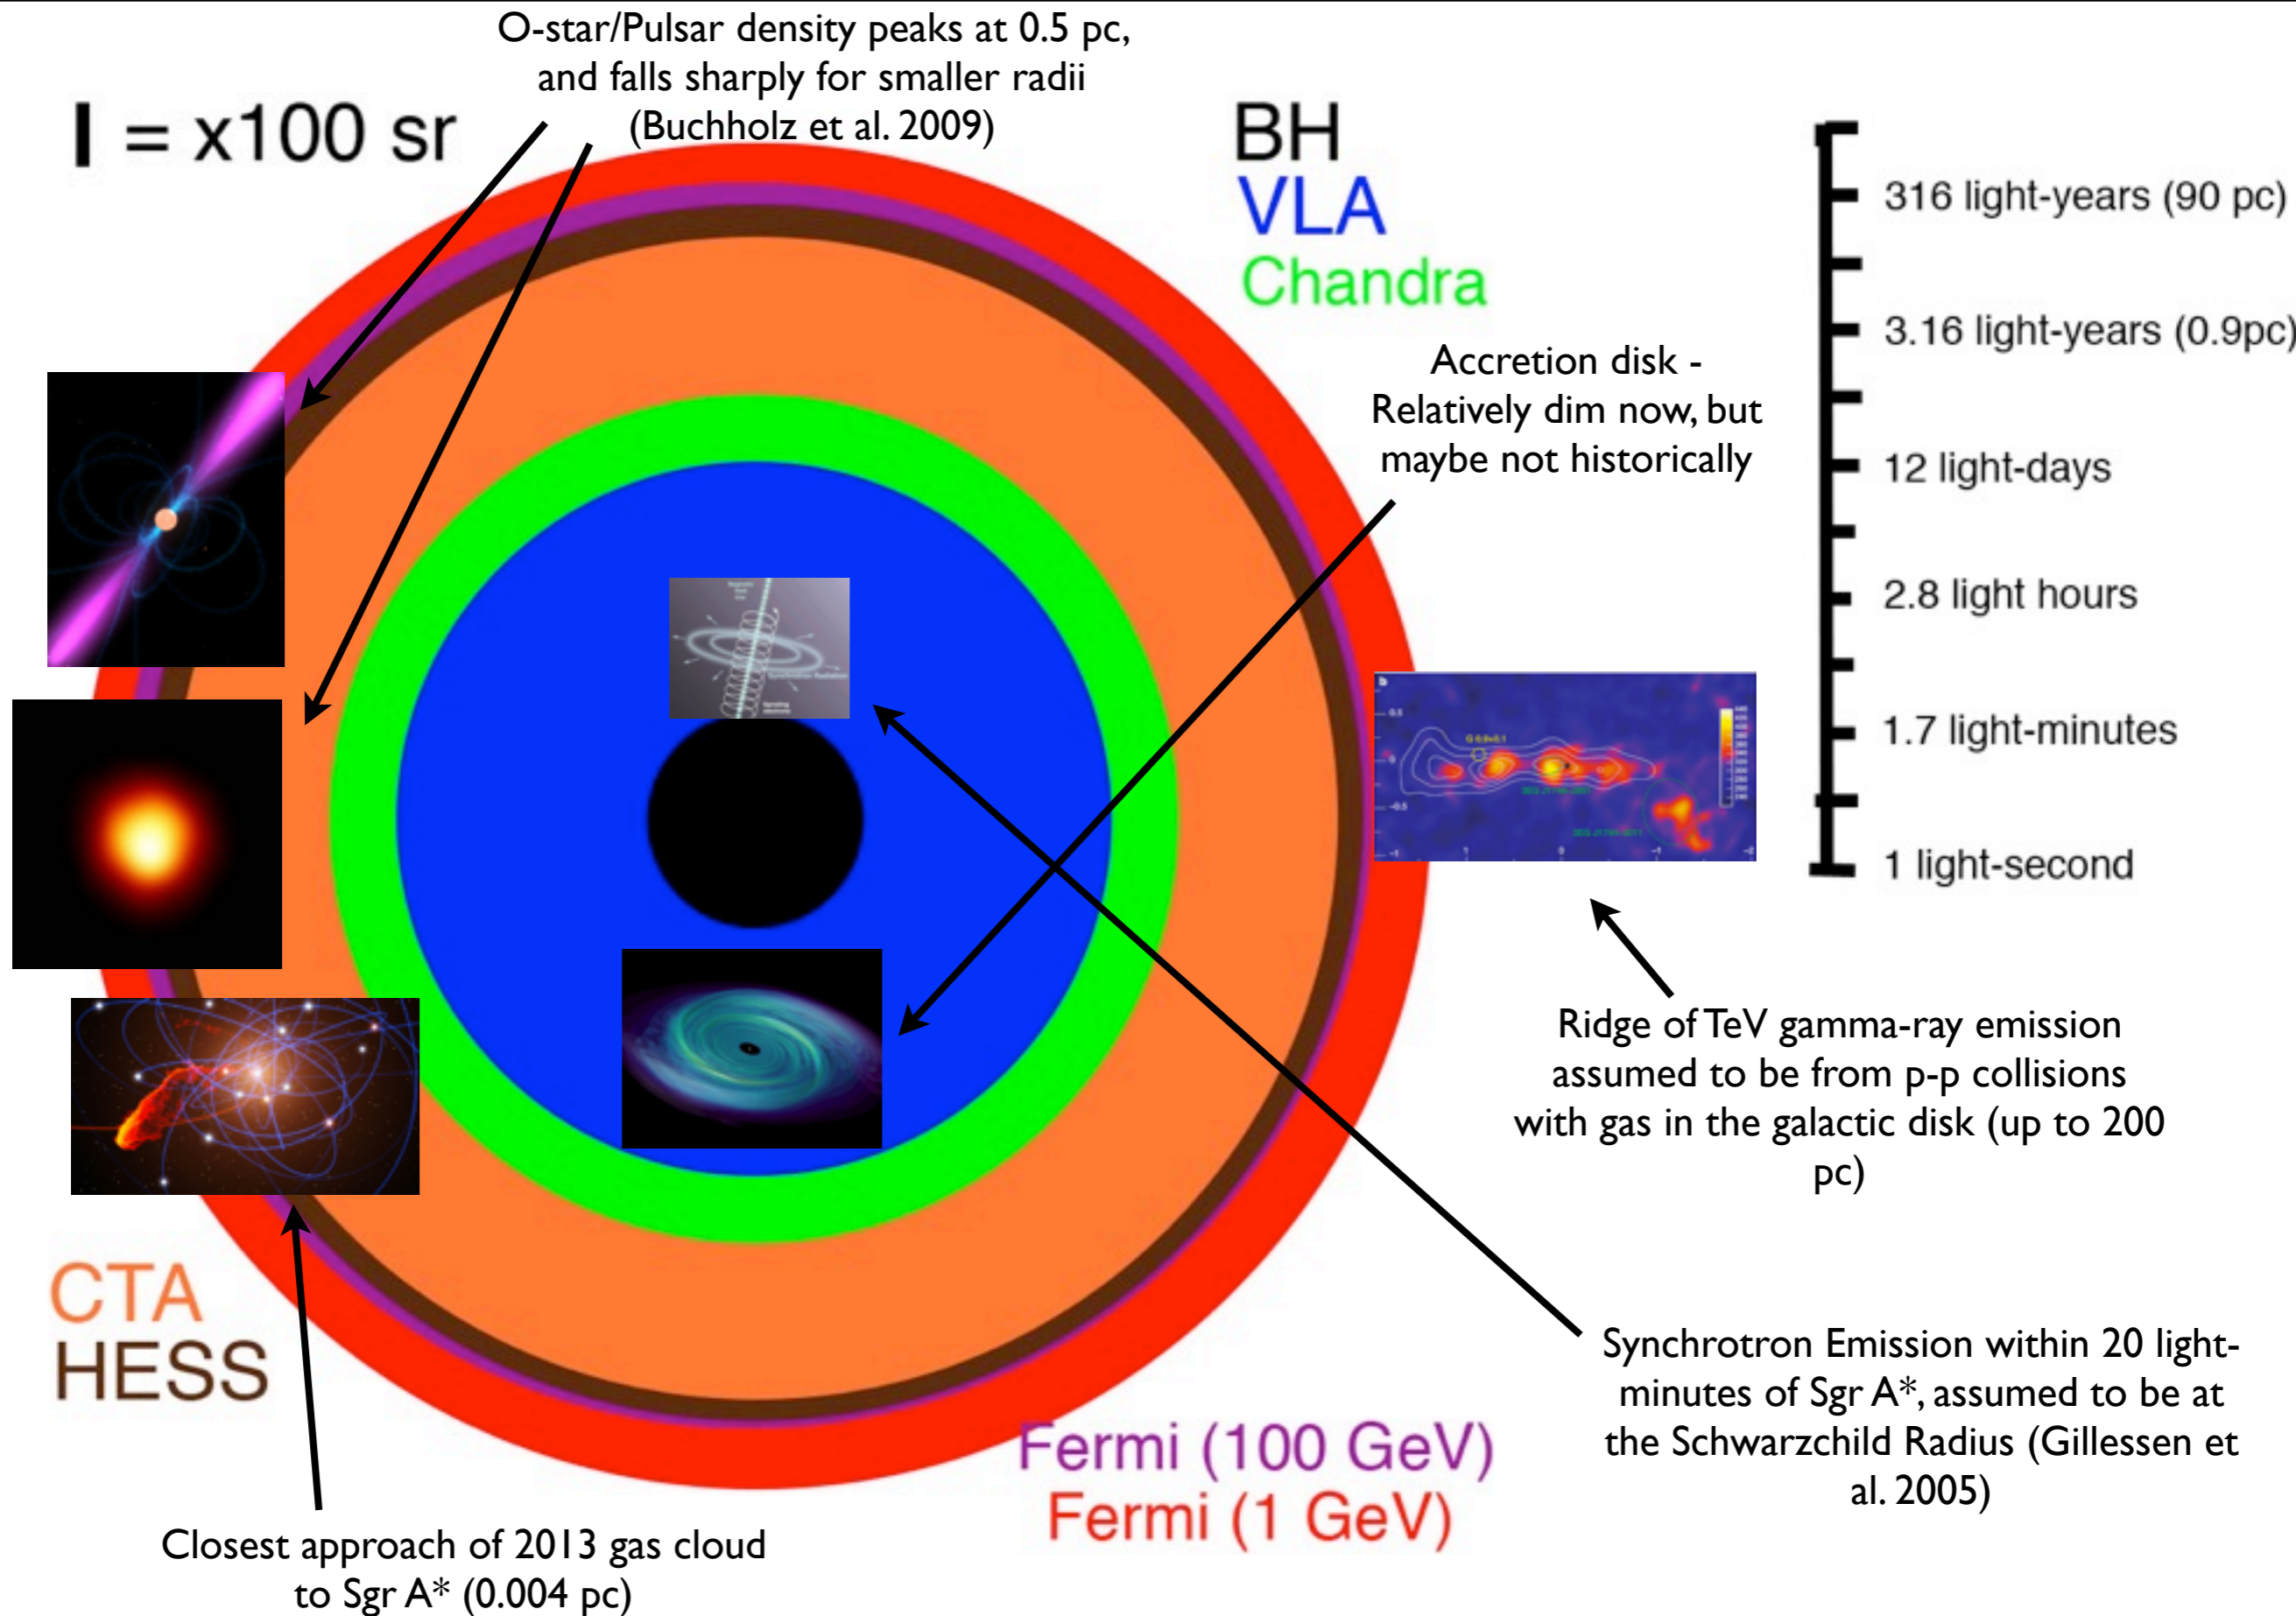 O-star/Pulsar density peaks at 0.5 pc,
and falls sharply for smaller radii
(Buchholz et al. 2009)
I = x100 sr
BH
VLA
Chandra
316 light-years (90 pc)
3.16 light-years (0.9pc)
12 light-days
2.8 light hours
1.7 light-minutes
1 light-second
Accretion disk -
Relatively dim now, but
maybe not historically
b
Ridge of TeV gamma-ray emission
assumed to be from p-p collisions
with gas in the galactic disk (up to 200
pc)
CTA
HESS
Synchrotron Emission within 20 light-
minutes of Sgr A*, assumed to be at
the Schwarzchild Radius (Gillessen et
al. 2005)
Fermi (100 GeV)
Fermi (1 GeV)
Closest approach of 2013 gas cloud
to Sgr A* (0.004 pc)